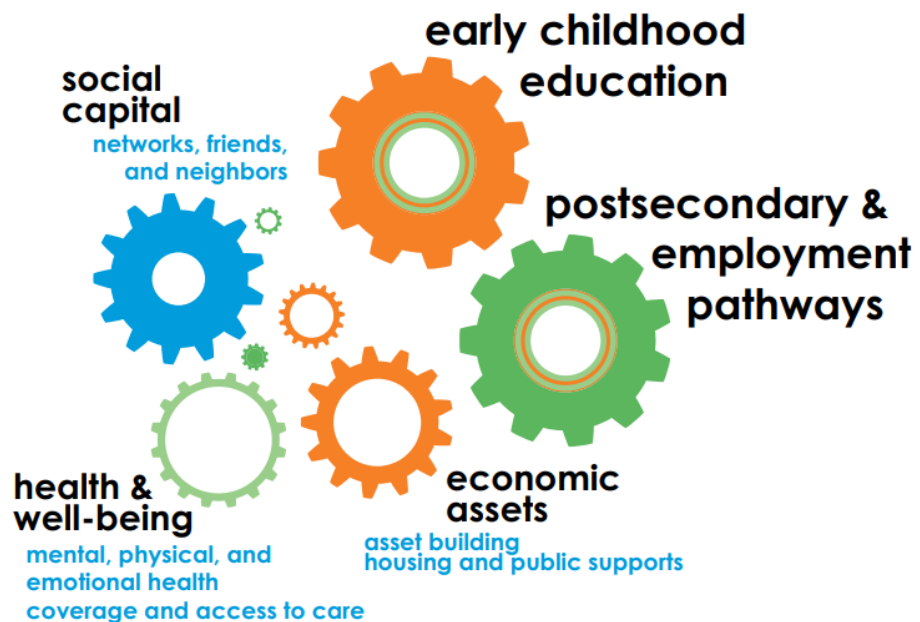 early childhood
education
social
capital
networks, friends,
and neighbors
postsecondary &
employment
pathways
health &
well-being
mental, physical, and
emotional health
coverage and access to care
economic
assets
asset building
housing and public supports